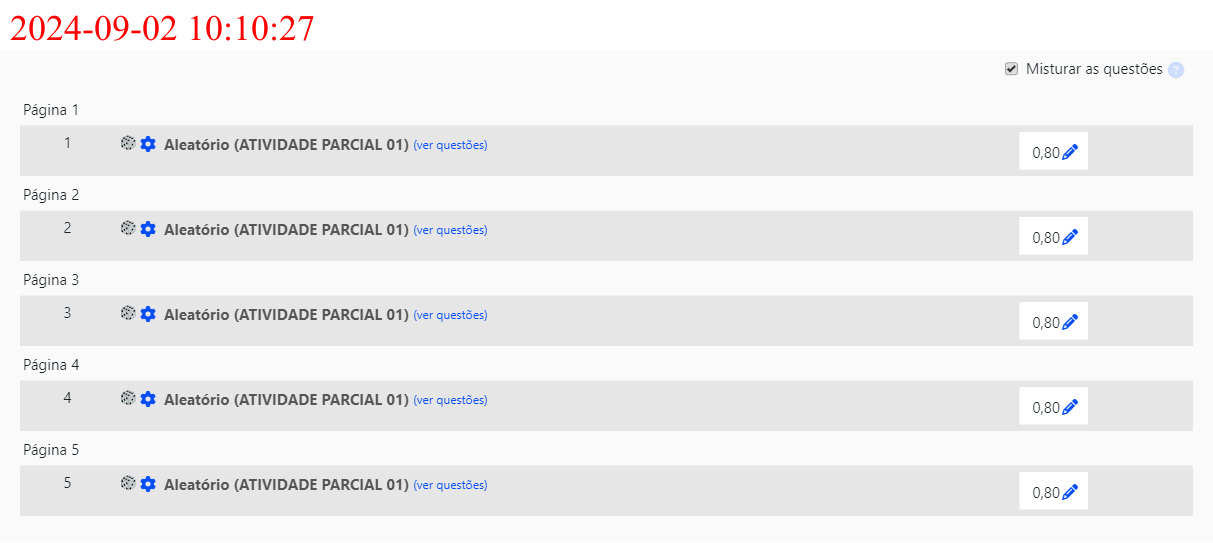 2024-09-02 10:10:27
Misturar as questões ?
Página 1
1 Aleatório (ATIVIDADE PARCIAL 01) (ver questões) 0,80
Página 2
2 Aleatório (ATIVIDADE PARCIAL 01) (ver questões) 0,80
Página 3
3 Aleatório (ATIVIDADE PARCIAL 01) (ver questões) 0,80
Página 4
4 Aleatório (ATIVIDADE PARCIAL 01) (ver questões) 0,80
Página 5
5 Aleatório (ATIVIDADE PARCIAL 01) (ver questões) 0,80